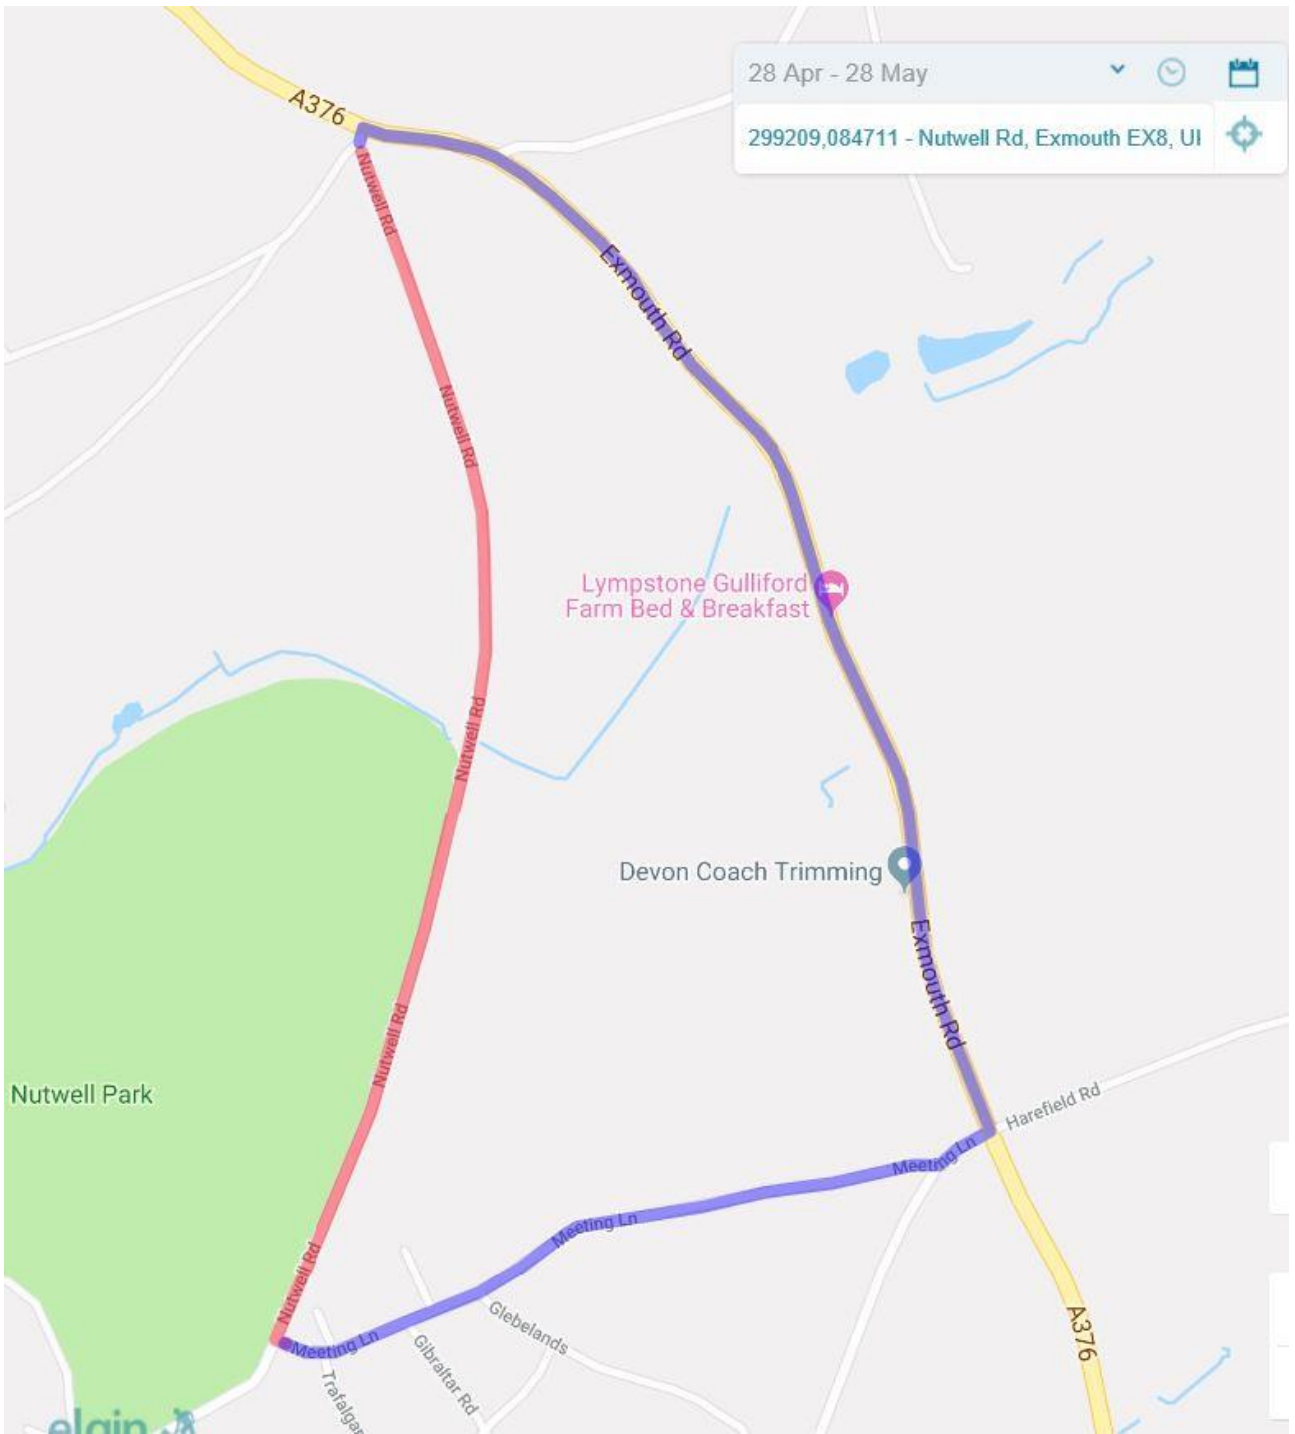 A376
28 Apr - 28 May
299209,084711 - Nutwell Rd, Exmouth EX8, UI
Nutwell Rd
Exmouth Rd
Nutwell Rd
Lympstone Gulliford
Farm Bed & Breakfast
Nutwell Rd
Devon Coach Trimming
Exmouth Rd
Nutwell Rd
Nutwell Park
Harefield Rd
Meeting Ln
Meeting Ln
Nutwell Rd
Glebelands
Meeting Ln
Gibraltar Rd
A376
Trafalgar
elgin